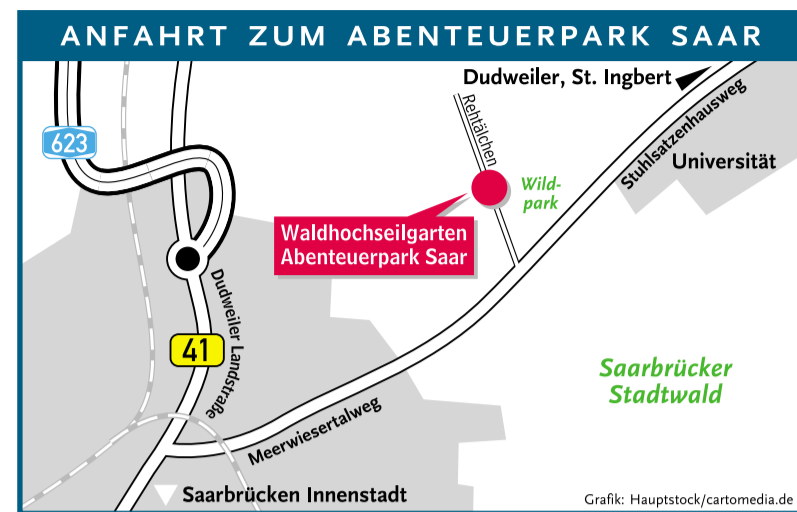 ANFAHRT ZUM ABENTEUERPARK SAAR
Dudweiler, St. Ingbert
623
Rehtälchen
Stuhlsatzenhausweg
Universität
Wild-
park
Waldhochseilgarten
Abenteuerpark Saar
Dudweiler Landstraße
41
Saarbrücker
Stadtwald
Meerwiesertalweg
Saarbrücken Innenstadt
Grafik: Hauptstock/cartomedia.de